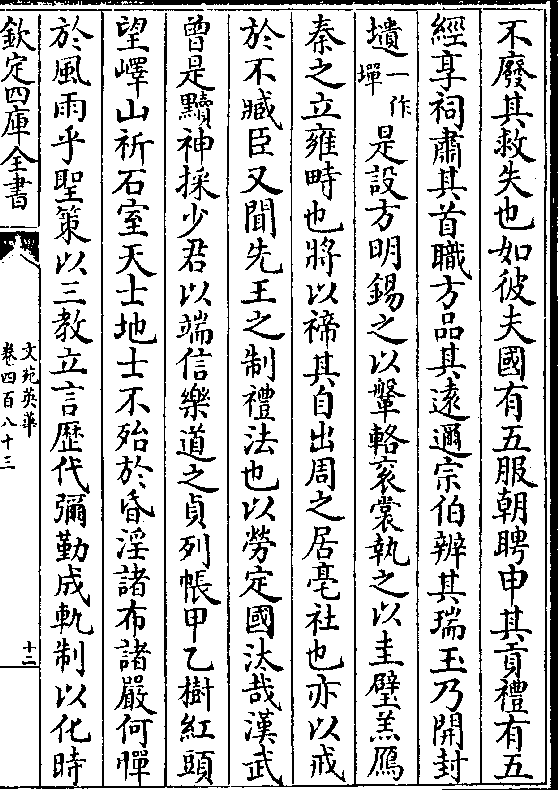 不廢其救失也如彼夫國有五服朝聘申其貢禮有五
經享祠肅其首職方品其遠邇宗伯辨其瑞玉乃開封
壝一作墠是設方明錫之以鞶輅衮裳執之以圭璧羔鴈
秦之立雍畤也將以禘其自出周之居亳社也亦以戒
於不臧臣又聞先王之制禮法也以勞定國汰哉漢武
曽是黷神採少君以端信樂道之貞列帳甲乙樹紅頭
望嶧山祈石室天士地士不殆於昏淫諸布諸嚴何暉
於風雨乎聖策以三教立言歴代彌勤成軌制以化時
欽定四庫全書
文苑英華
卷四百八十三
十二